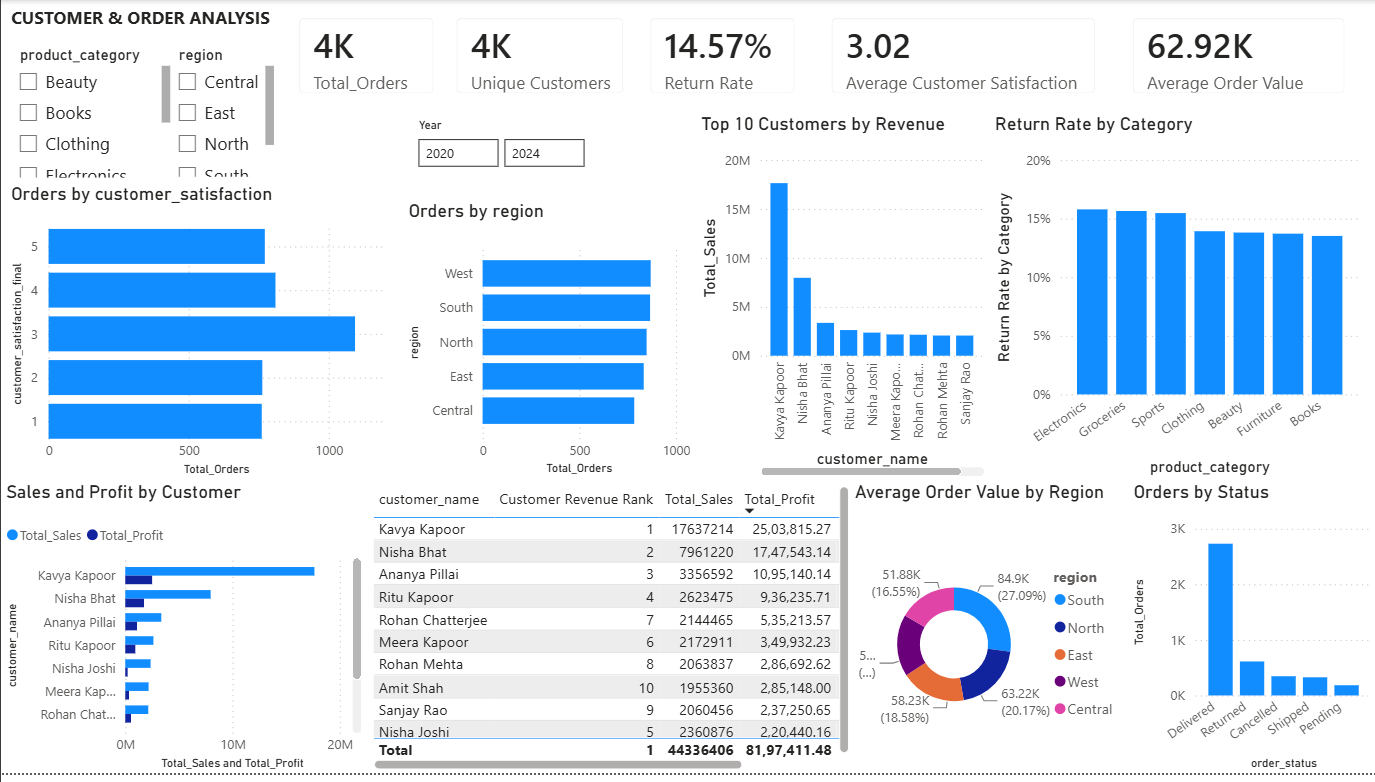 CUSTOMER & ORDER ANALYSIS
product_category
Beauty
Books
Clothing
Electronics
region
Central
East
North
South
4K
Total_Orders
4K
Unique Customers
14.57%
Return Rate
3.02
Average Customer Satisfaction
62.92K
Average Order Value
Year
2020 2024
Orders by customer_satisfaction
customer_satisfaction_final
5
4
3
2
1
0 500 1000
Total_Orders
Orders by region
region
West
South
North
East
Central
0 500 1000
Total_Orders
Top 10 Customers by Revenue
Total_Sales
20M
15M
10M
5M
0M
Kavya Kapoor
Nisha Bhat
Ananya Pillai
Ritu Kapoor
Nisha Joshi
Meera Kapo...
Rohan Chat...
Rohan Mehta
Sanjay Rao
customer_name
Return Rate by Category
Return Rate by Category
20%
15%
10%
5%
0%
Electronics
Groceries
Sports
Clothing
Beauty
Furniture
Books
product_category
Sales and Profit by Customer
Total_Sales Total_Profit
customer_name
Kavya Kapoor
Nisha Bhat
Ananya Pillai
Ritu Kapoor
Nisha Joshi
Meera Kap...
Rohan Chat...
0M 10M 20M
Total_Sales and Total_Profit
customer_name Customer Revenue Rank Total_Sales Total_Profit
Kavya Kapoor 1 17637214 25,03,815.27
Nisha Bhat 2 7961220 17,47,543.14
Ananya Pillai 3 3356592 10,95,140.14
Ritu Kapoor 4 2623475 9,36,235.71
Rohan Chatterjee 7 2144465 5,35,213.57
Meera Kapoor 6 2172911 3,49,932.23
Rohan Mehta 8 2063837 2,86,692.62
Amit Shah 10 1955360 2,85,148.00
Sanjay Rao 9 2060456 2,37,250.65
Nisha Joshi 5 2360876 2,20,440.16
Total 1 44336406 81,97,411.48
Average Order Value by Region
84.9K
(27.09%)
63.22K
(20.17%)
58.23K
(18.58%)
5...
(...)
51.88K
(16.55%)
region
South
North
East
West
Central
Orders by Status
Total_Orders
3K
2K
1K
0K
Delivered
Returned
Cancelled
Shipped
Pending
order_status